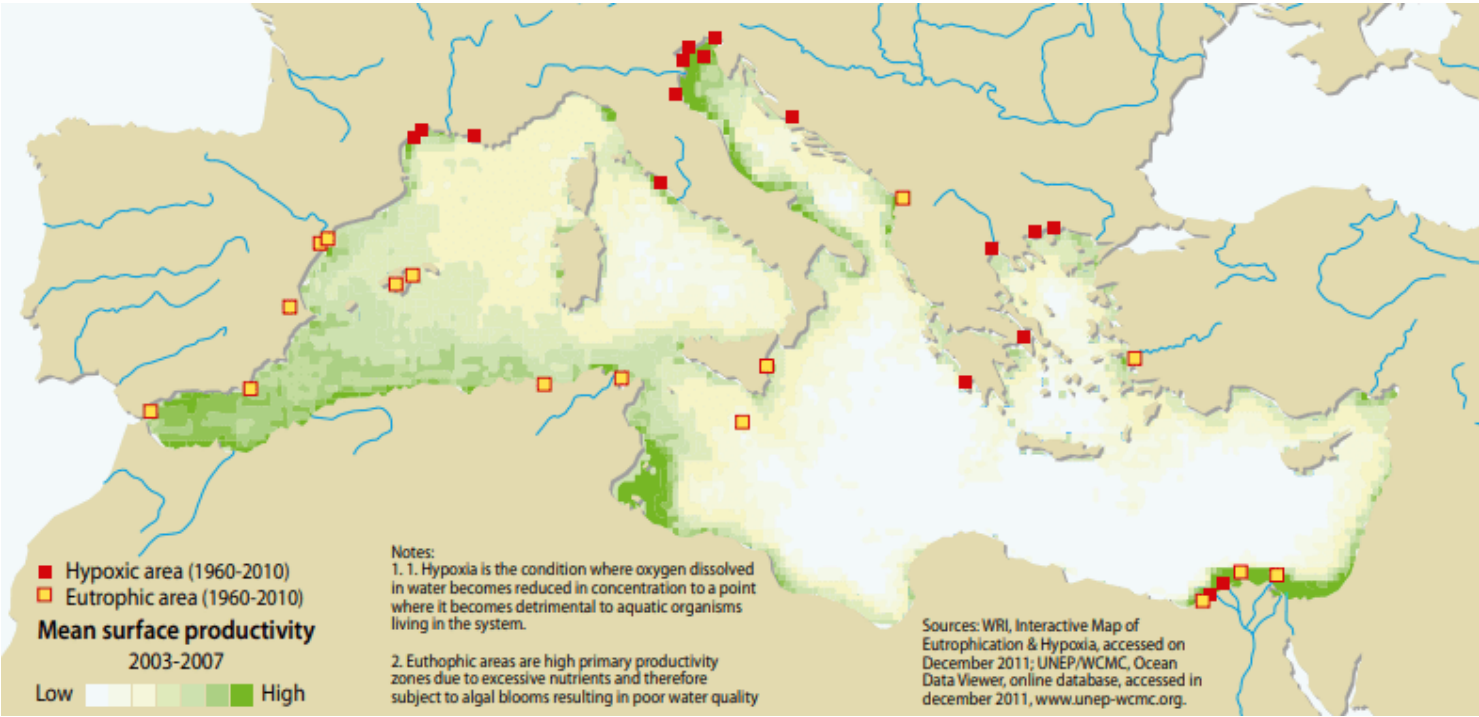 Hypoxic area (1960-2010)
Eutrophic area (1960-2010)
Mean surface productivity
2003-2007
Low
High
Notes:
1. 1. Hypoxia is the condition where oxygen dissolved
in water becomes reduced in concentration to a point
where it becomes detrimental to aquatic organisms
living in the system.
2. Euthophic areas are high primary productivity
zones due to excessive nutrients and therefore
subject to algal blooms resulting in poor water quality
Sources: WRI, Interactive Map of
Eutrophication & Hypoxia, accessed on
December 2011; UNEP/WCMC, Ocean
Data Viewer, online database, accessed in
december 2011, www.unep-wcmc.org.